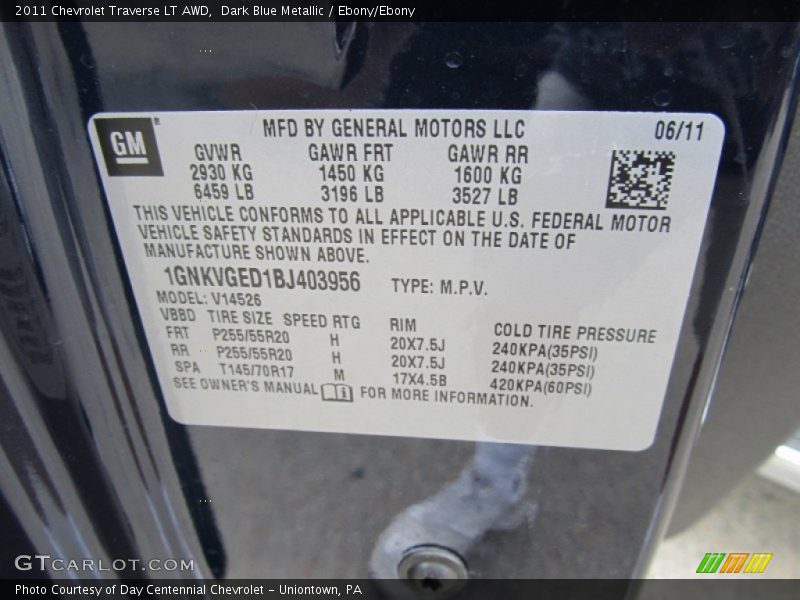 2011 Chevrolet Traverse LT AWD, Dark Blue Metallic / Ebony/Ebony
GM
MFD BY GENERAL MOTORS LLC 06/11
GVWR GAWR FRT GAWR RR
2930 KG 1450 KG 1600 KG
6459 LB 3196 LB 3527 LB
THIS VEHICLE CONFORMS TO ALL APPLICABLE U.S. FEDERAL MOTOR
VEHICLE SAFETY STANDARDS IN EFFECT ON THE DATE OF
MANUFACTURE SHOWN ABOVE.
1GNKVGED1BJ403956 TYPE: M.P.V.
MODEL: V14526
VBBD TIRE SIZE SPEED RTG RIM COLD TIRE PRESSURE
FRT P255/55R20 H 20X7.5J 240KPA(35PSI)
RR P255/55R20 H 20X7.5J 240KPA(35PSI)
SPA T145/70R17 M 17X4.5B 420KPA(60PSI)
SEE OWNER'S MANUAL FOR MORE INFORMATION.
GTCARLOT.COM
Photo Courtesy of Day Centennial Chevrolet - Uniontown, PA